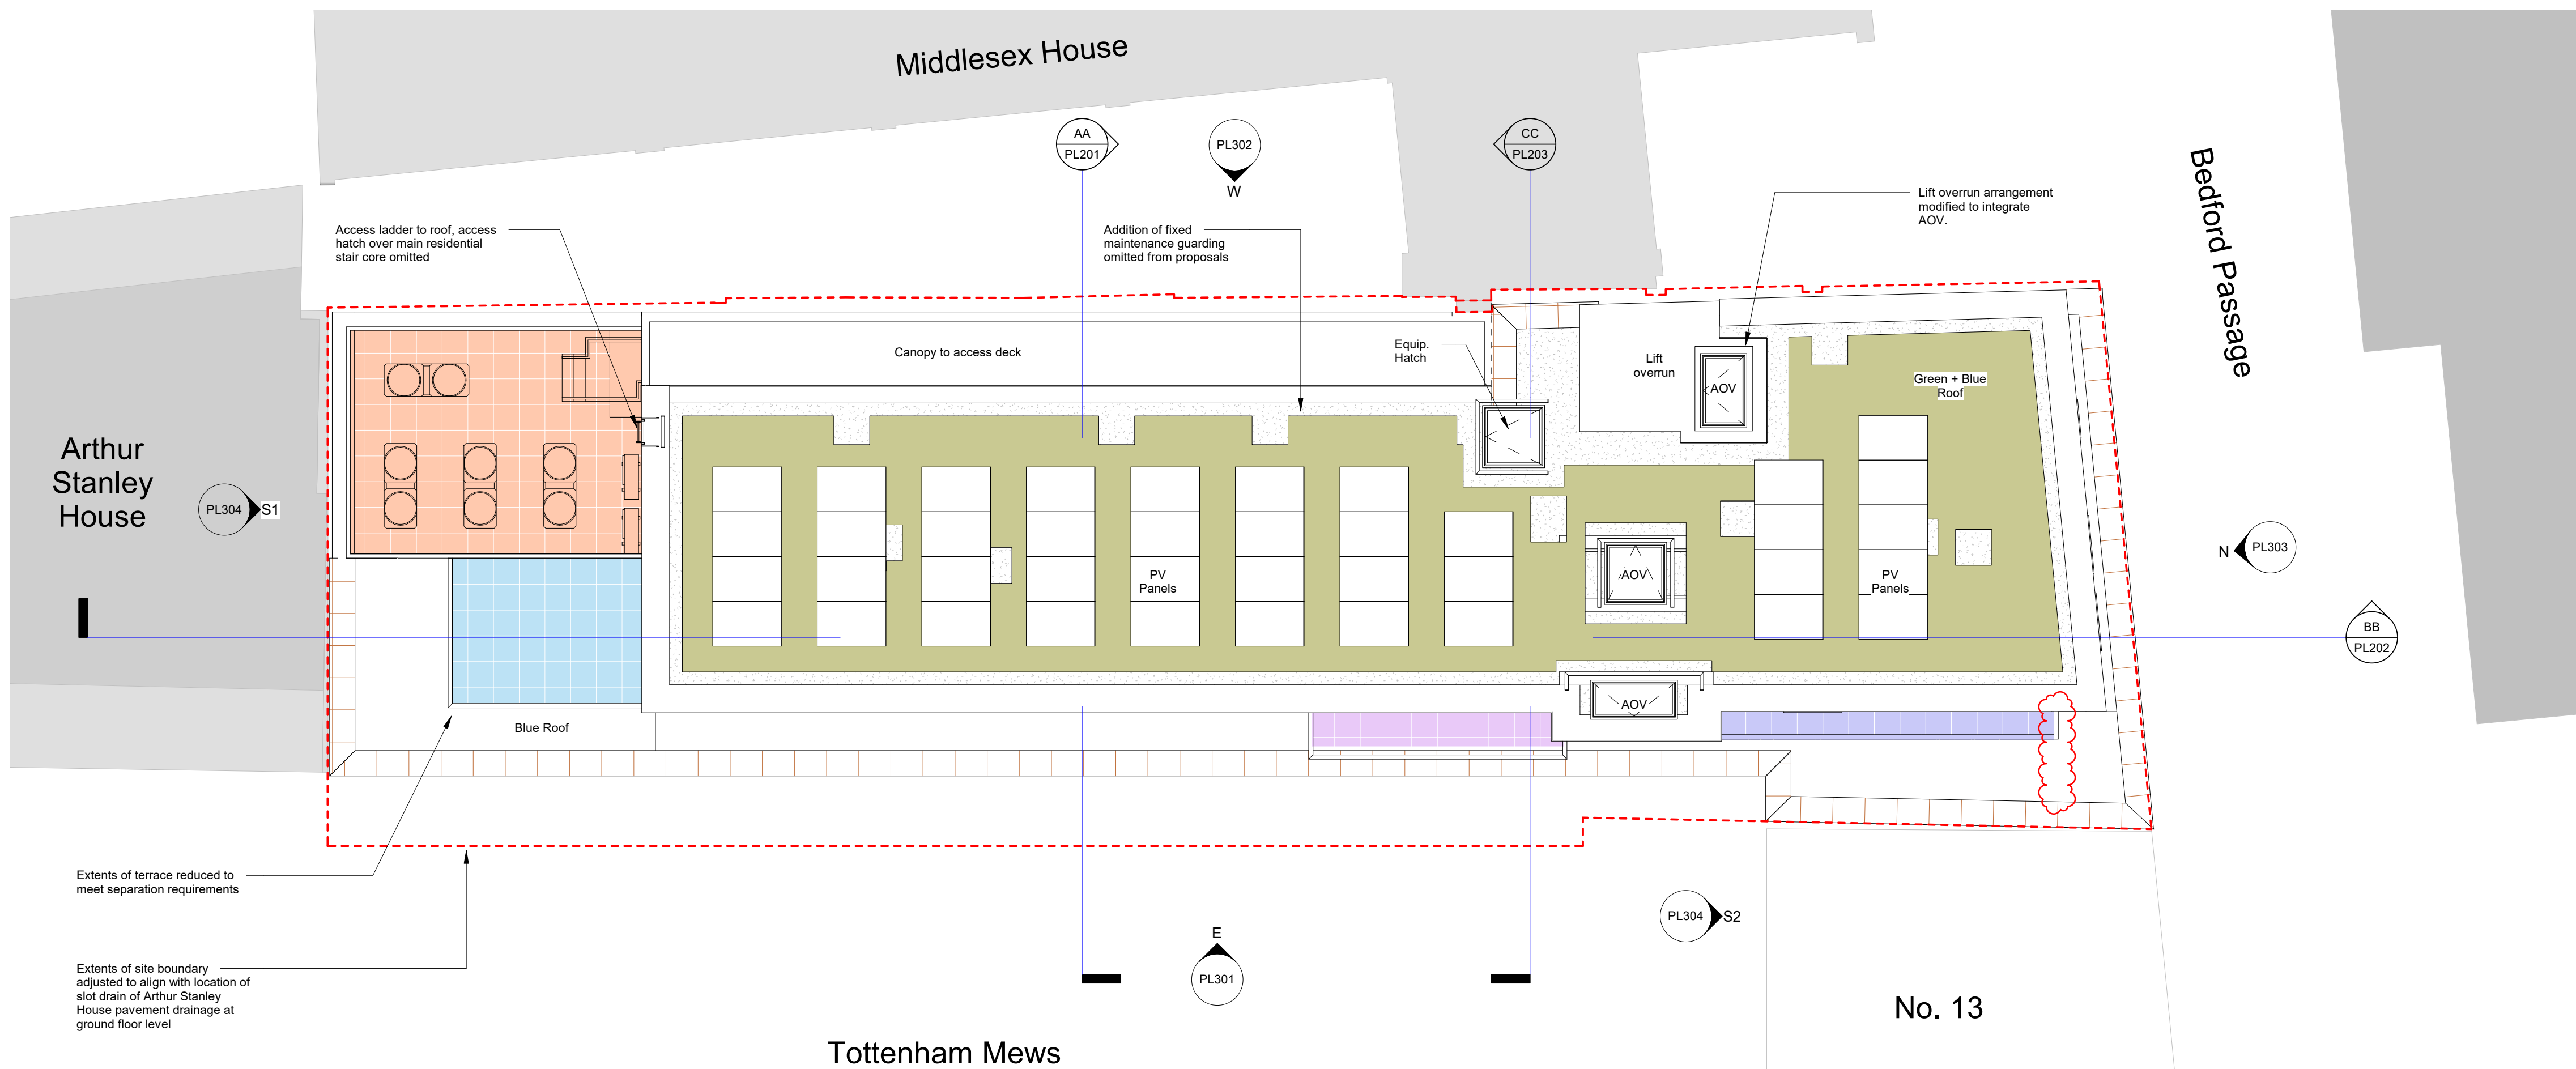 Middlesex House
AA
PL201
PL302
W
CC
PL203
Bedford Passage
Lift overrun arrangement
modified to integrate
AOV.
Access ladder to roof, access
hatch over main residential
stair core omitted
Addition of fixed
maintenance guarding
omitted from proposals
Canopy to access deck
Equip.
Hatch
Lift
overrun
AOV
Green + Blue
Roof
Arthur
Stanley
House
PL304
S1
PV
Panels
AOV
PV
Panels
N
PL303
BB
PL202
AOV
Blue Roof
Extents of terrace reduced to
meet separation requirements
PL304
S2
E
PL301
Extents of site boundary
adjusted to align with location of
slot drain of Arthur Stanley
House pavement drainage at
ground floor level
No. 13
Tottenham Mews